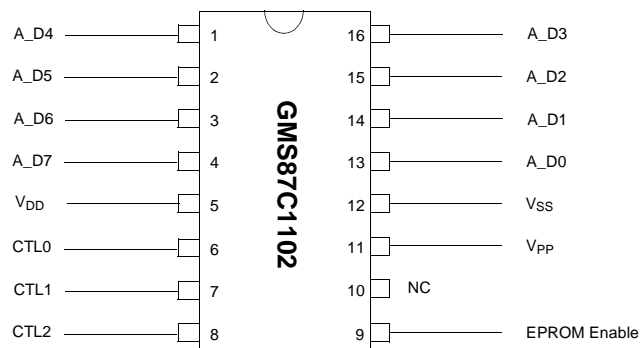 A_D4 1 16 A_D3
A_D5 2 15 A_D2
A_D6 3 14 A_D1
A_D7 4 13 A_D0
VDD 5 12 VSS
CTL0 6 11 VPP
CTL1 7 10 NC
CTL2 8 9 EPROM Enable
GMS87C1102